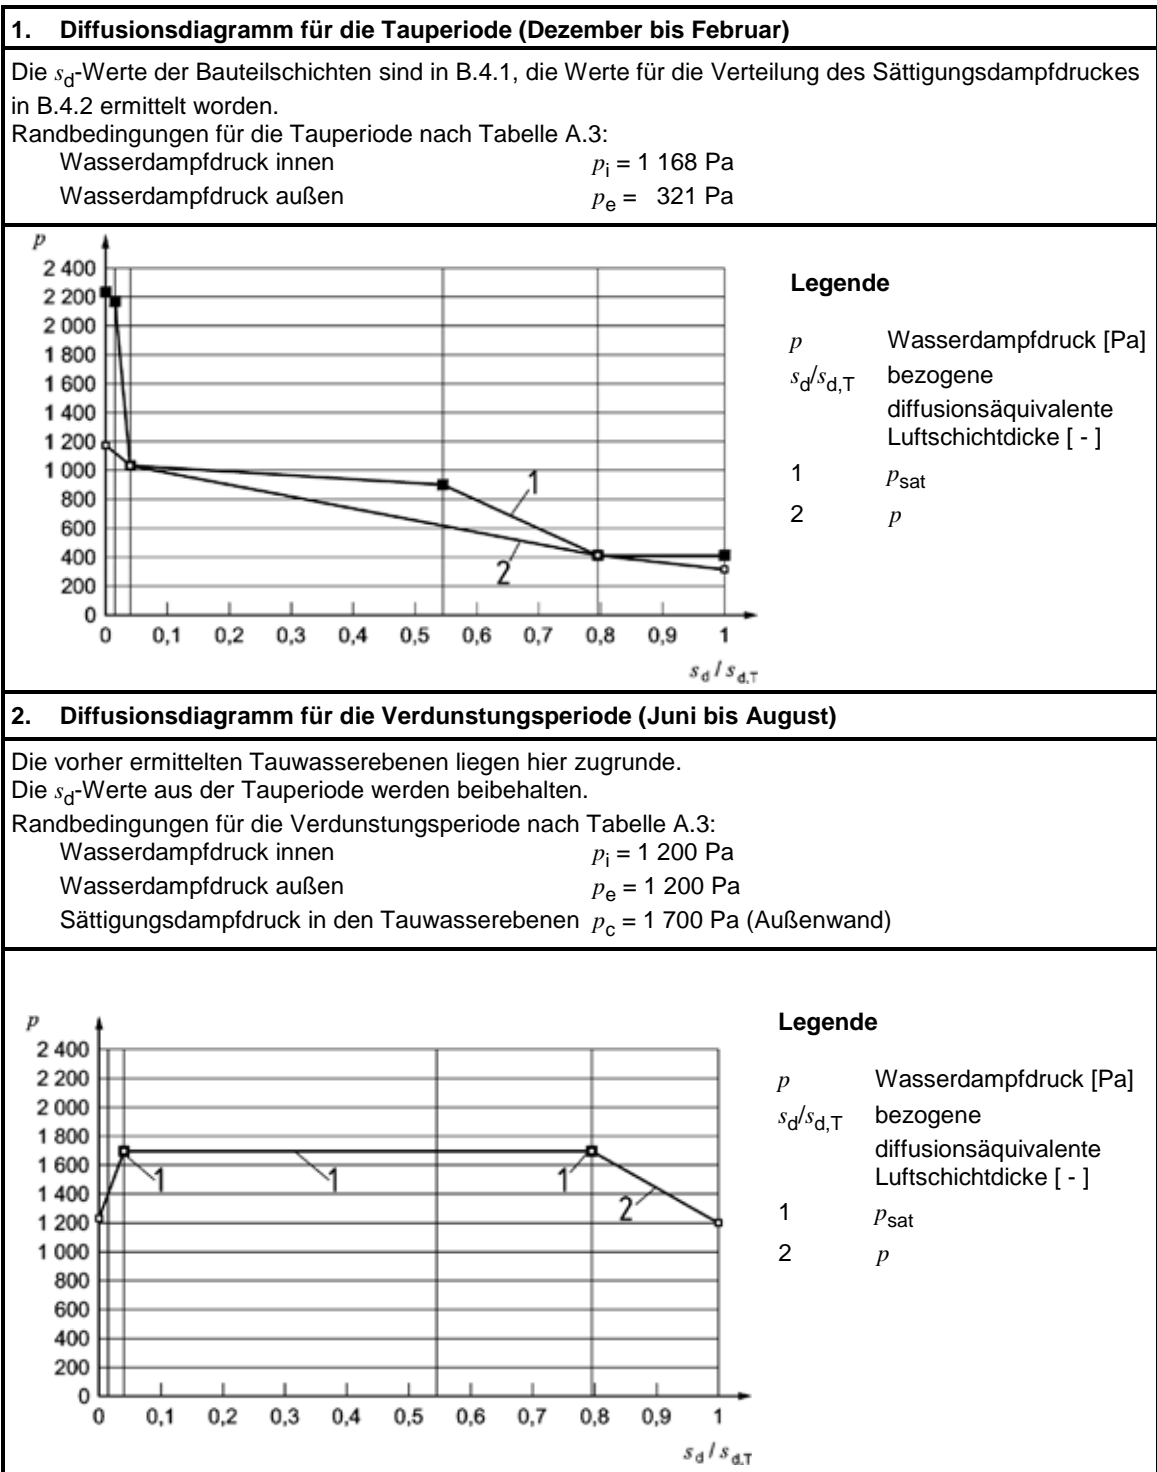 1. Diffusionsdiagramm für die Tauperiode (Dezember bis Februar)
Die sd-Werte der Bauteilschichten sind in B.4.1, die Werte für die Verteilung des Sättigungsdampfdruckes
in B.4.2 ermittelt worden.
Randbedingungen für die Tauperiode nach Tabelle A.3:
Wasserdampfdruck innen pi = 1 168 Pa
Wasserdampfdruck außen pe = 321 Pa
p
2 400
2 200
2 000
1 800
1 600
1 400
1 200
1 000
800
600
400
200
0
1
2
0 0,1 0,2 0,3 0,4 0,5 0,6 0,7 0,8 0,9 1
sd / sd,T
Legende
p Wasserdampfdruck [Pa]
sd/sd,T bezogene
diffusionsäquivalente
Luftschichtdicke [ - ]
1 psat
2 p
2. Diffusionsdiagramm für die Verdunstungsperiode (Juni bis August)
Die vorher ermittelten Tauwasserebenen liegen hier zugrunde.
Die sd-Werte aus der Tauperiode werden beibehalten.
Randbedingungen für die Verdunstungsperiode nach Tabelle A.3:
Wasserdampfdruck innen pi = 1 200 Pa
Wasserdampfdruck außen pe = 1 200 Pa
Sättigungsdampfdruck in den Tauwasserebenen pc = 1 700 Pa (Außenwand)
p
2 400
2 200
2 000
1 800
1 600
1 400
1 200
1 000
800
600
400
200
0
1 1 1 2
0 0,1 0,2 0,3 0,4 0,5 0,6 0,7 0,8 0,9 1
sd / sd,T
Legende
p Wasserdampfdruck [Pa]
sd/sd,T bezogene
diffusionsäquivalente
Luftschichtdicke [ - ]
1 psat
2 p